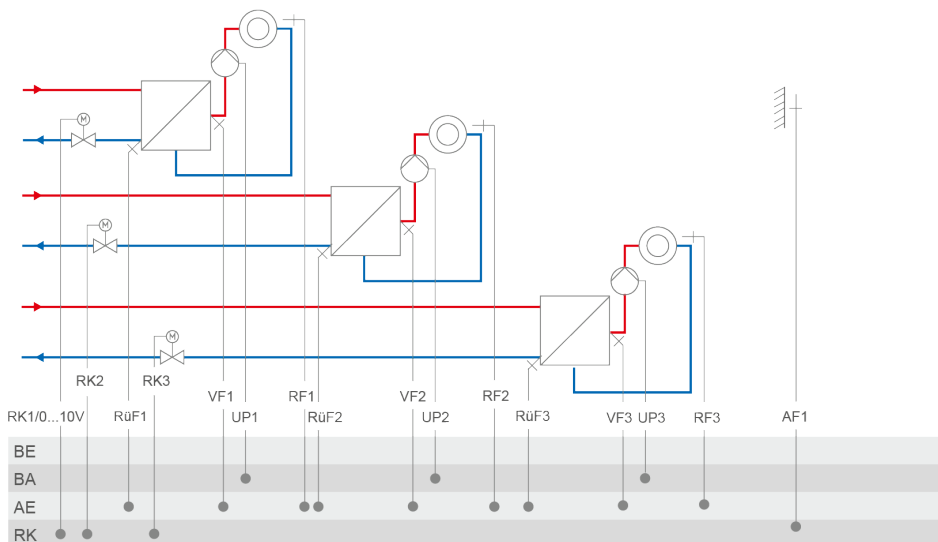 M
M
M
RK2
RK3
VF1
RF1
VF2
RF2
RK1/0...10V
RüF1
UP1
RüF2
UP2
RüF3
VF3
UP3
RF3
AF1
BE
BA
AE
RK